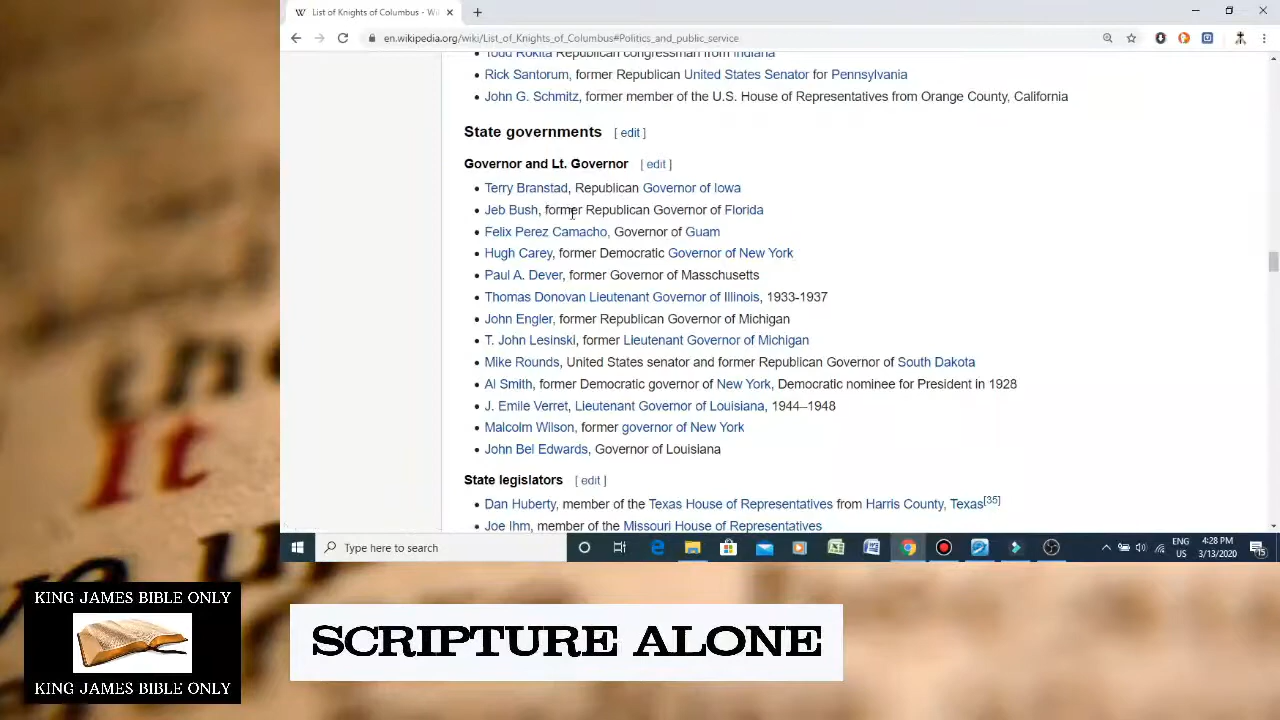 List of Knights of Columbus - Wi
en.wikipedia.org/wiki/List_of_Knights_of_Columbus#Politics_and_public_service
Todd Rokita Republican congressman from Indiana
Rick Santorum, former Republican United States Senator for Pennsylvania
John G. Schmitz, former member of the U.S. House of Representatives from Orange County, California
State governments [ edit ]
Governor and Lt. Governor [ edit ]
Terry Branstad, Republican Governor of Iowa
Jeb Bush, former Republican Governor of Florida
Felix Perez Camacho, Governor of Guam
Hugh Carey, former Democratic Governor of New York
Paul A. Dever, former Governor of Masschusetts
Thomas Donovan Lieutenant Governor of Illinois, 1933-1937
John Engler, former Republican Governor of Michigan
T. John Lesinski, former Lieutenant Governor of Michigan
Mike Rounds, United States senator and former Republican Governor of South Dakota
Al Smith, former Democratic governor of New York, Democratic nominee for President in 1928
J. Emile Verret, Lieutenant Governor of Louisiana, 1944–1948
Malcolm Wilson, former governor of New York
John Bel Edwards, Governor of Louisiana
State legislators [ edit ]
Dan Huberty, member of the Texas House of Representatives from Harris County, Texas[35]
Joe Ihm, member of the Missouri House of Representatives
Type here to search
ENG
US
4:28 PM
3/13/2020
15
the
It
KING JAMES BIBLE ONLY
KING JAMES BIBLE ONLY
SCRIPTURE ALONE